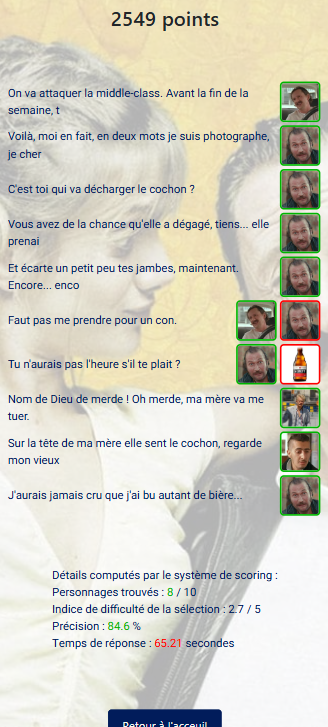 2549 points
On va attaquer la middle-class. Avant la fin de la
semaine, t
Voilà, moi en fait, en deux mots je suis photographe,
je cher
C'est toi qui va décharger le cochon ?
Vous avez de la chance qu'elle a dégagé, tiens... elle
prenai
Et écarte un petit peu tes jambes, maintenant.
Encore... enco
Faut pas me prendre pour un con.
Tu n'aurais pas l'heure s'il te plait ?
Nom de Dieu de merde ! Oh merde, ma mère va me
tuer.
Sur la tête de ma mère elle sent le cochon, regarde
mon vieux
J'aurais jamais cru que j'ai bu autant de bière...
Détails computés par le système de scoring :
Personnages trouvés : 8 / 10
Indice de difficulté de la sélection : 2.7 / 5
Précision : 84.6 %
Temps de réponse : 65.21 secondes
Retour à l'acceuil